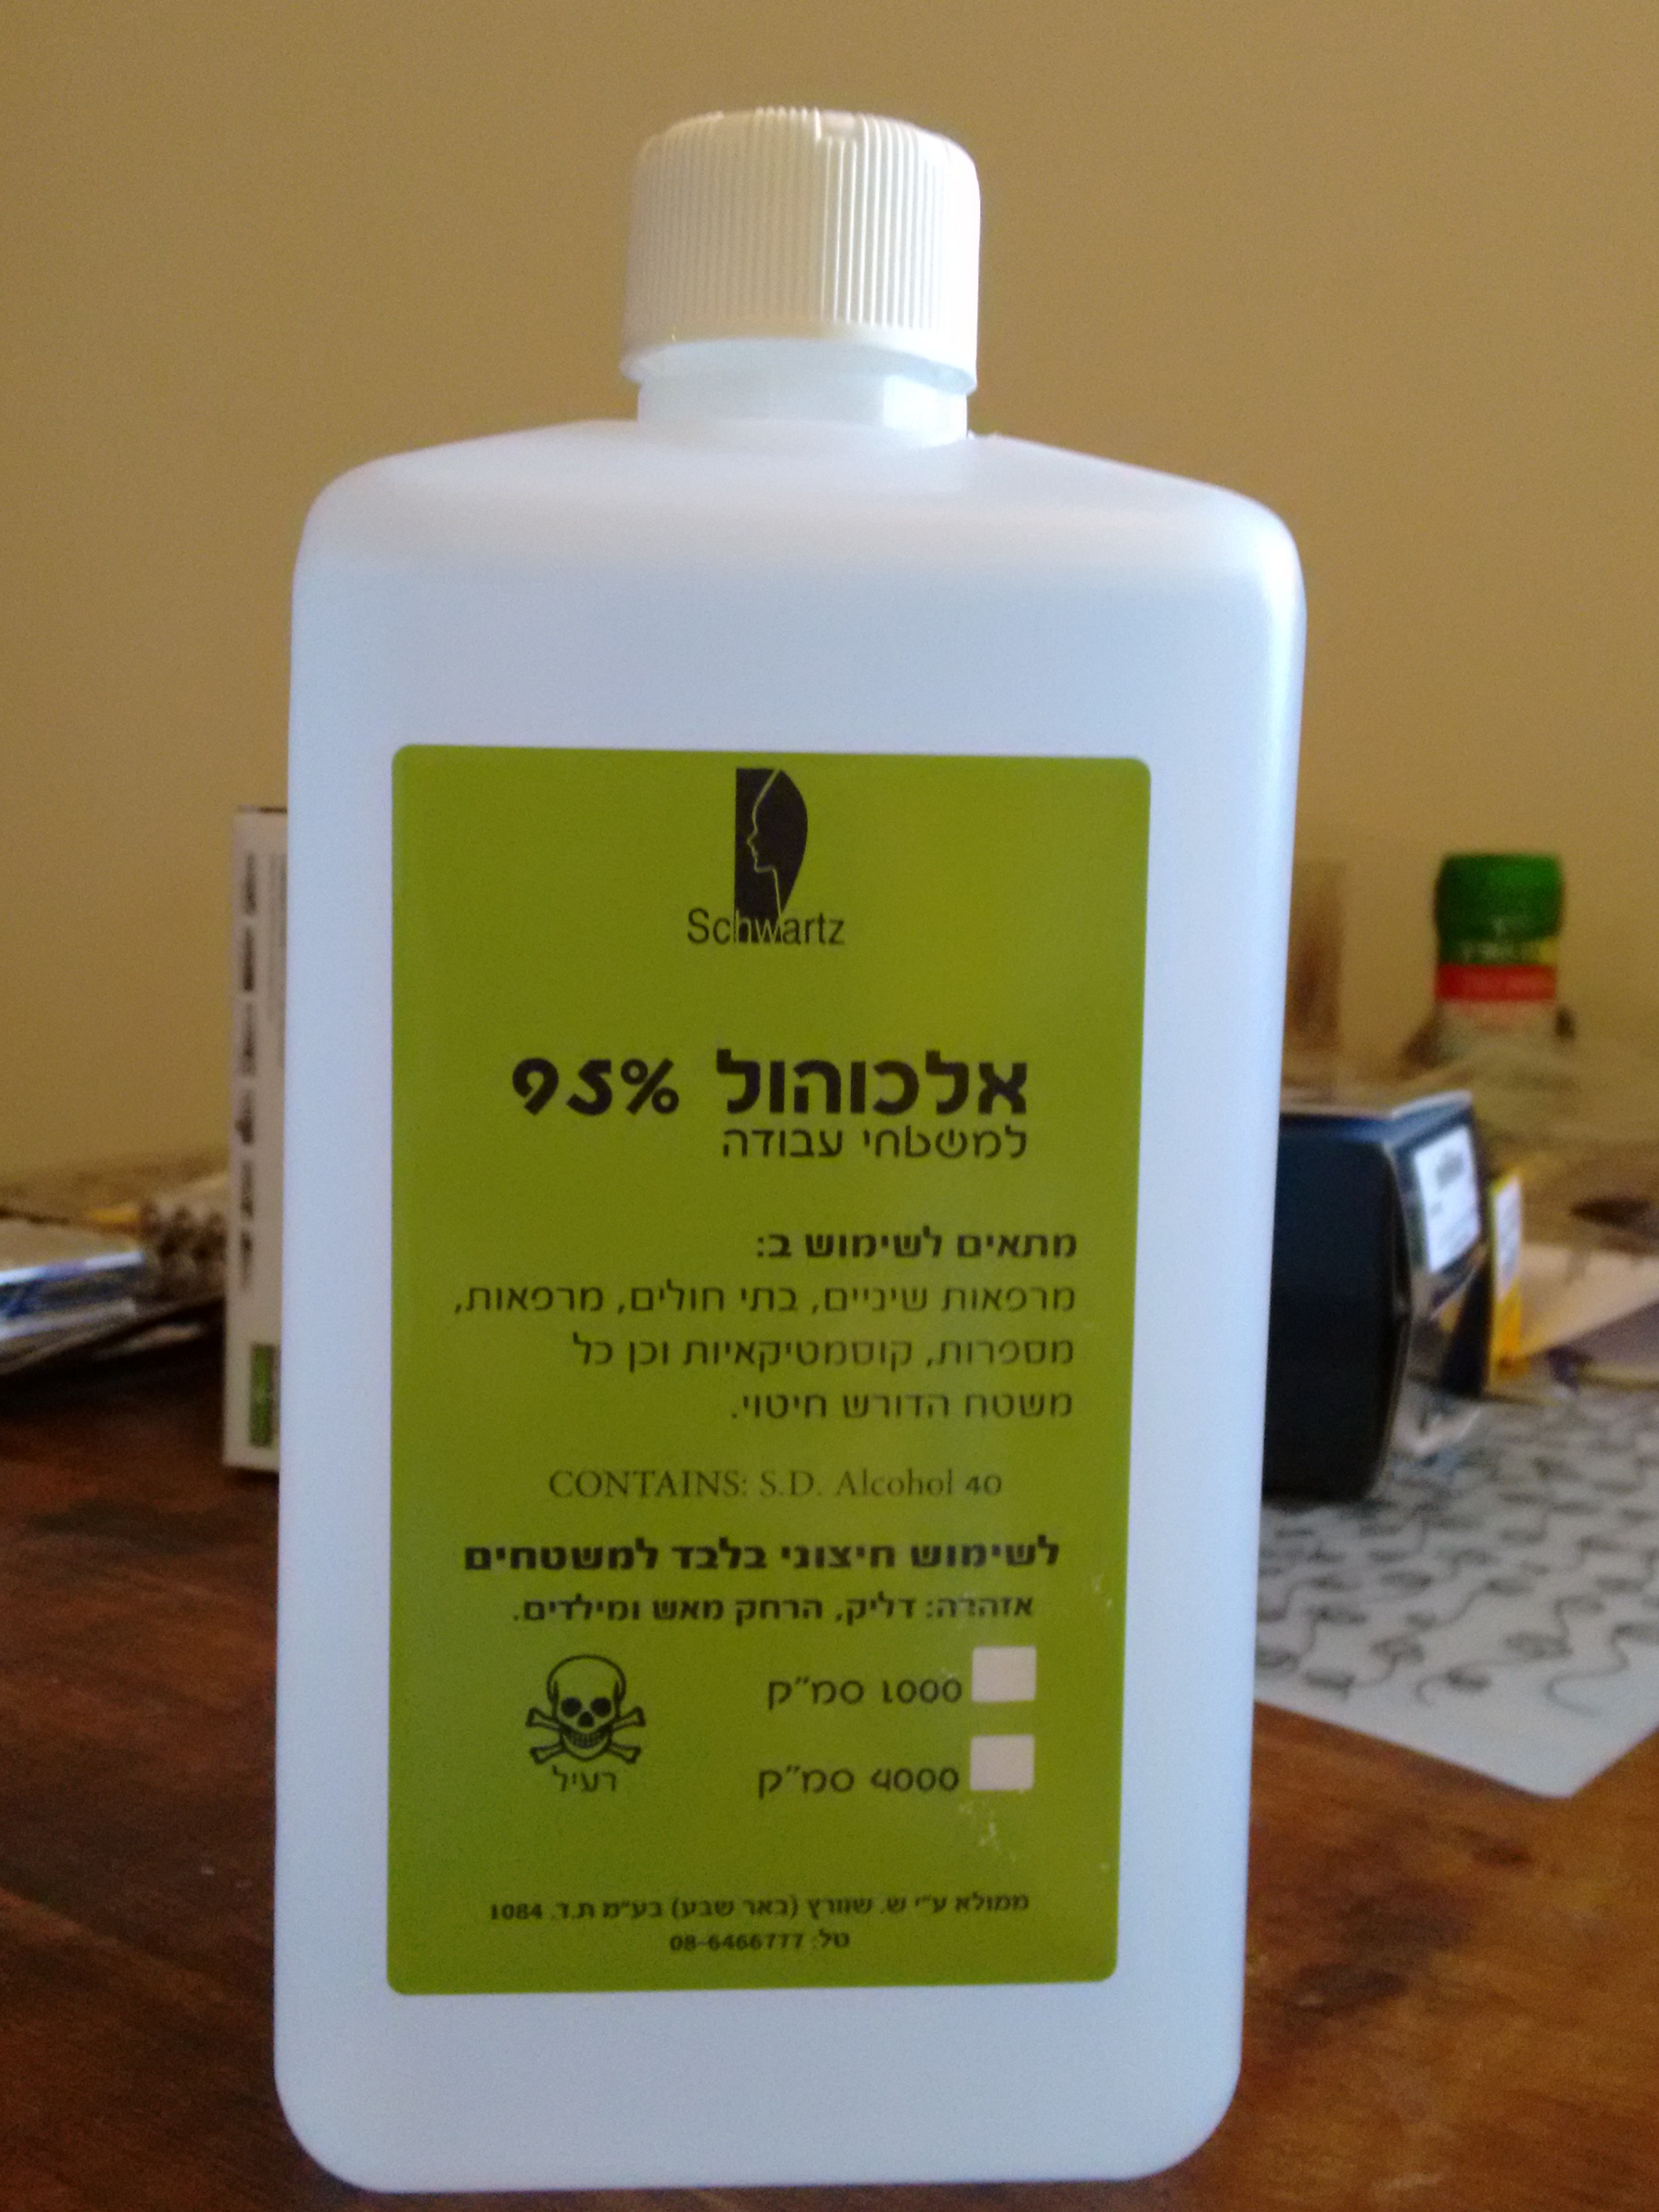 Schwartz
אלכוהול 95%
למשטחי עבודה
מתאים לשימוש ב:
מרפאות שיניים, בתי חולים, מרפאות,
מספרות, קוסמטיקאיות וכן כל
משטח הדורש חיטוי.
CONTAINS: S.D. Alcohol 40
לשימוש חיצוני בלבד למשטחים
אזהרה: דליק, הרחק מאש ומילדים.
1000 סמ"ק
4000 סמ"ק
רעיל
ממולא ע"י ש. שוורץ (באר שבע) בע"מ ת.ד. 1084
טל: 08-6466777